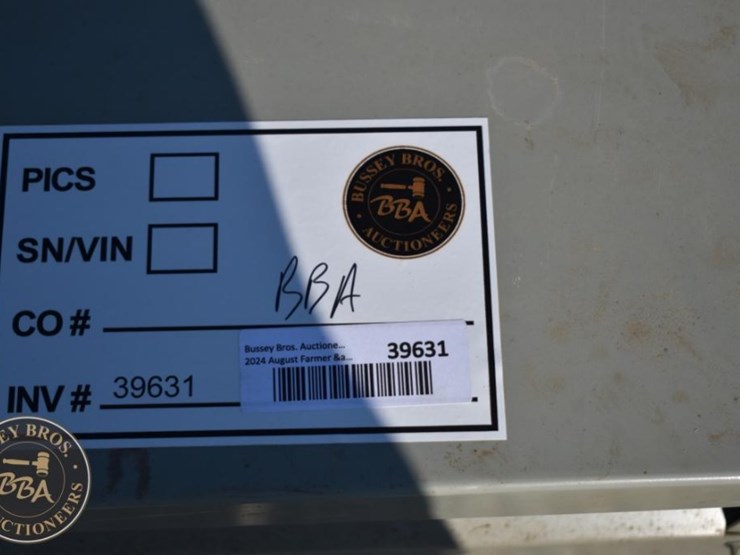 PICS
BUSSEY BROS.
BBA
AUCTIONEERS
SN/VIN
BBA
CO #
Bussey Bros. Auctione...
2024 August Farmer &a...
39631
INV # 39631
EY BROS.
BBA
CTIONEERS